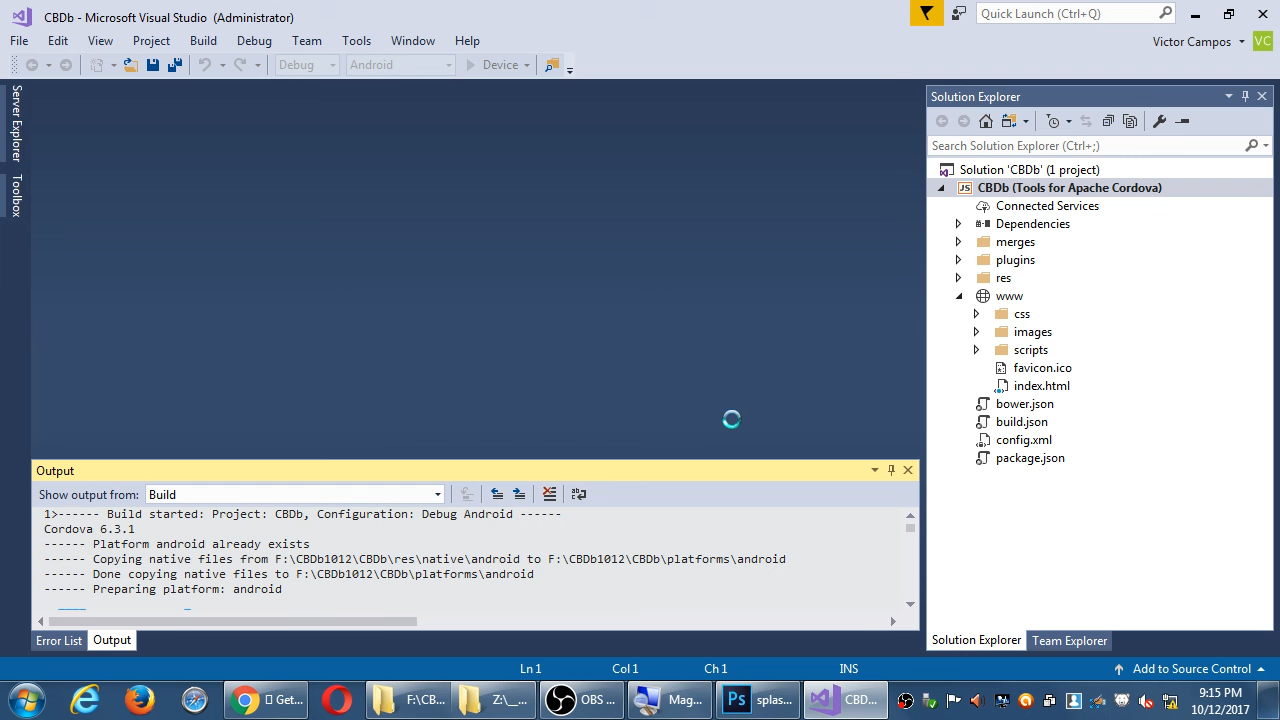 CBDb - Microsoft Visual Studio (Administrator)
Quick Launch (Ctrl+Q)
File Edit View Project Build Debug Team Tools Window Help
Victor Campos VC
Debug Android Device
Server Explorer
Toolbox
Solution Explorer
Search Solution Explorer (Ctrl+;)
Solution 'CBDb' (1 project)
JS CBDb (Tools for Apache Cordova)
Connected Services
Dependencies
merges
plugins
res
www
css
images
scripts
favicon.ico
index.html
bower.json
build.json
config.xml
package.json
Output
Show output from: Build
1>------ Build started: Project: CBDb, Configuration: Debug Android ------
Cordova 6.3.1
------ Platform android already exists
------ Copying native files from F:\CBDb1012\CBDb\res\native\android to F:\CBDb1012\CBDb\platforms\android
------ Done copying native files to F:\CBDb1012\CBDb\platforms\android
------ Preparing platform: android
Error List Output
Solution Explorer Team Explorer
Ln 1 Col 1 Ch 1 INS
Add to Source Control
Get... F:\CB... Z:\__... OBS ... Mag... Ps splas... CBD...
9:15 PM
10/12/2017